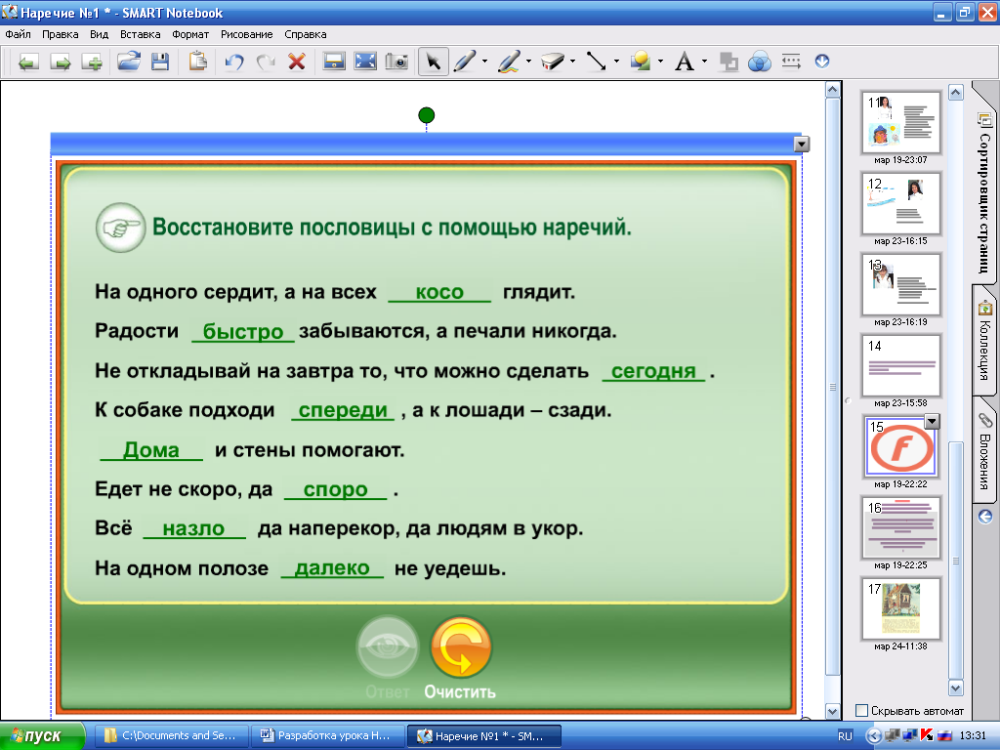 Наречие №1 * - SMART Notebook
Файл Правка Вид Вставка Формат Рисование Справка
Восстановите пословицы с помощью наречий.
На одного сердит, а на всех косо глядит.
Радости быстро забываются, а печали никогда.
Не откладывай на завтра то, что можно сделать сегодня .
К собаке подходи спереди , а к лошади – сзади.
Дома и стены помогают.
Едет не скоро, да споро .
Всё назло да наперекор, да людям в укор.
На одном полозе далеко не уедешь.
Ответ Очистить
11
мар 19-23:07
12
мар 23-16:15
13
мар 23-16:19
14
мар 23-15:58
15
мар 19-22:22
16
мар 19-22:25
17
мар 24-11:38
Скрывать автомат
Сортировщик страниц
Коллекция
Вложения
пуск
C:\Documents and Se...
Разработка урока Н...
Наречие №1 * - SM...
RU
13:31